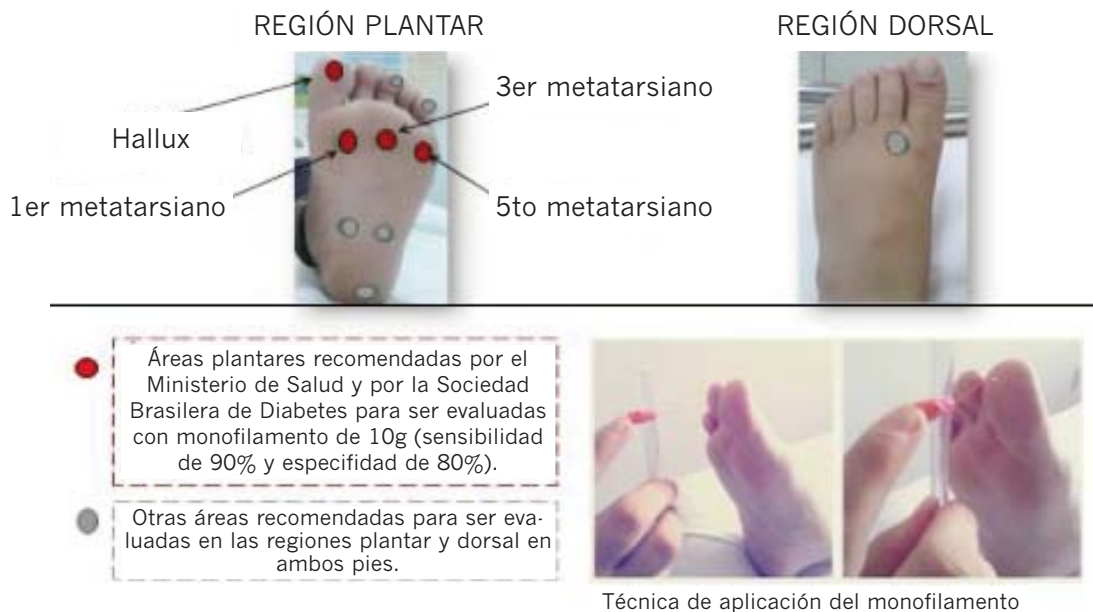 REGIÓN PLANTAR
REGIÓN DORSAL
3er metatarsiano
Hallux
1er metatarsiano
5to metatarsiano
Áreas plantares recomendadas por el
Ministerio de Salud y por la Sociedad
Brasilera de Diabetes para ser evaluadas
con monofilamento de 10g (sensibilidad
de 90% y especifidad de 80%).
Otras áreas recomendadas para ser eva-
luadas en las regiones plantar y dorsal en
ambos pies.
Técnica de aplicación del monofilamento